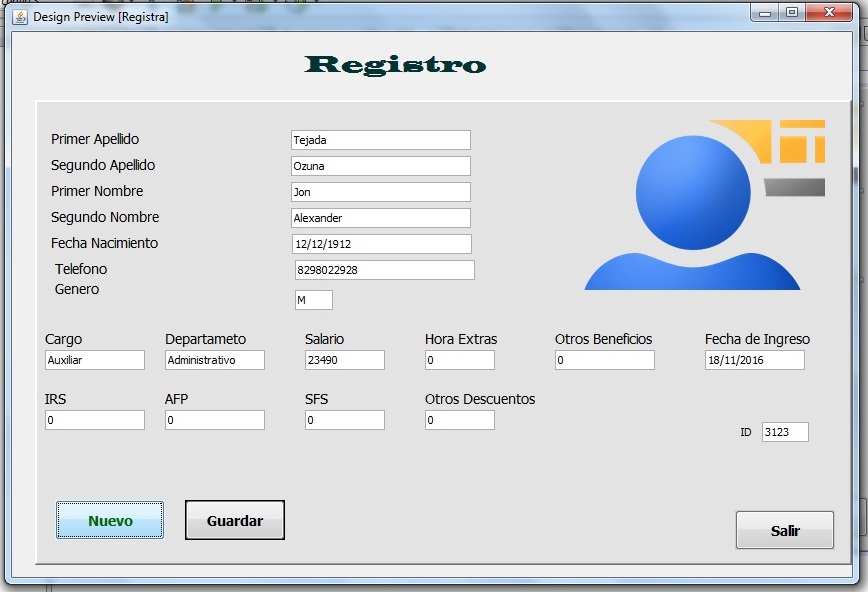 Design Preview [Registra]
Registro
Primer Apellido Tejada
Segundo Apellido Ozuna
Primer Nombre Jon
Segundo Nombre Alexander
Fecha Nacimiento 12/12/1912
Telefono 8298022928
Genero M
Cargo Departameto Salario Hora Extras Otros Beneficios Fecha de Ingreso
Auxiliar Administrativo 23490 0 0 18/11/2016
IRS AFP SFS Otros Descuentos
0 0 0 0
ID 3123
Nuevo Guardar Salir